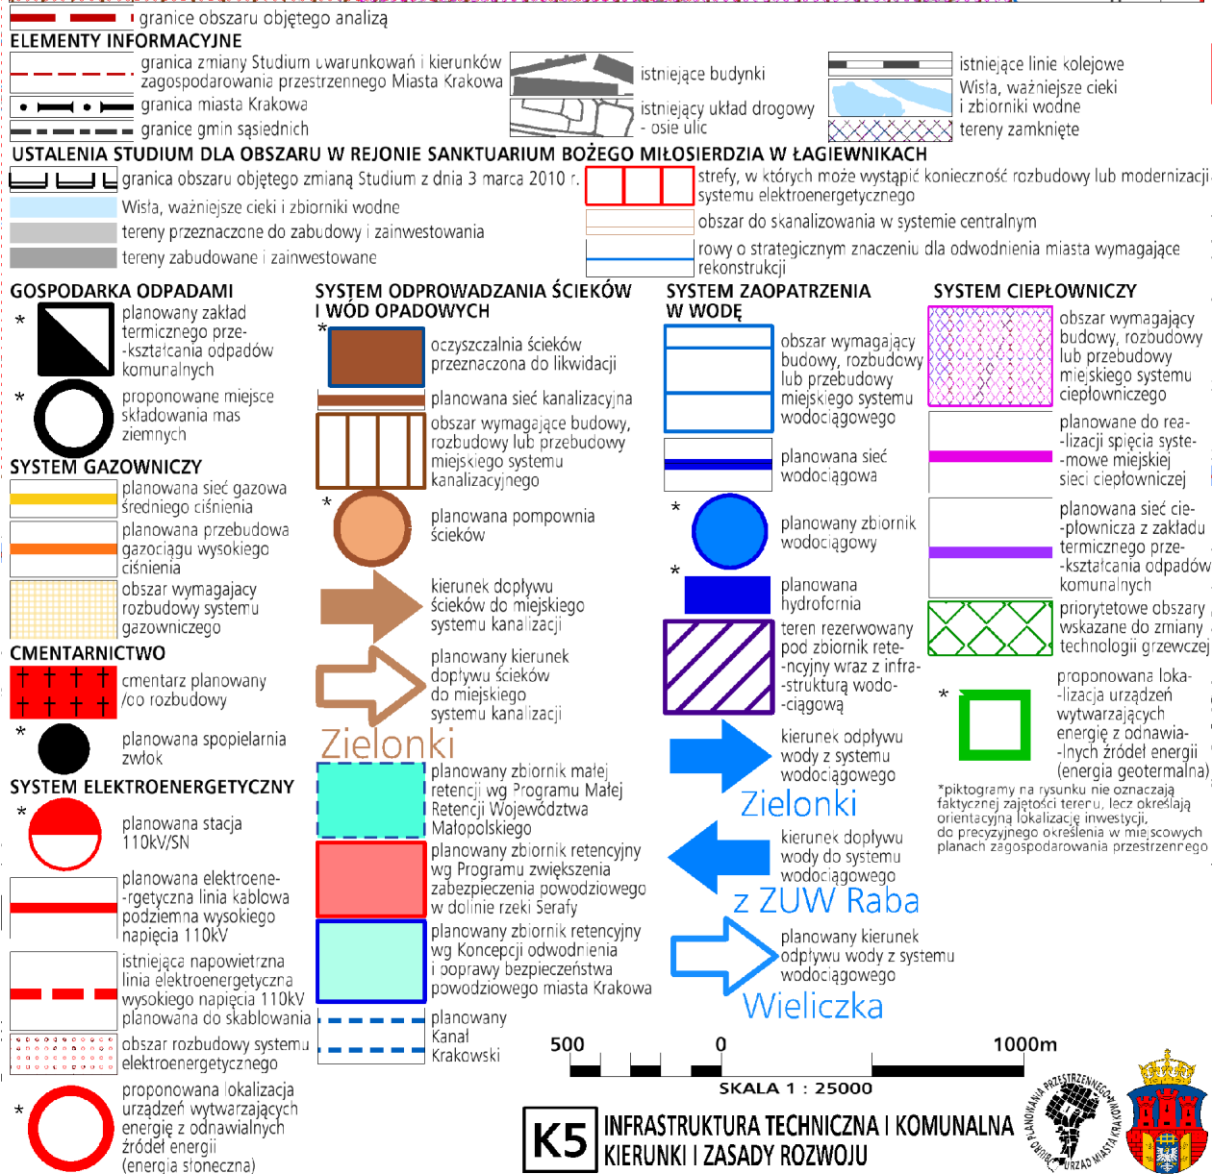 granice obszaru objętego analizą
ELEMENTY INFORMACYJNE
granica zmiany Studium uwarunkowań i kierunków
zagospodarowania przestrzennego Miasta Krakowa
granica miasta Krakowa
granice gmin sąsiednich
istniejące budynki
istniejący układ drogowy
- osie ulic
istniejące linie kolejowe
Wisła, ważniejsze cieki
i zbiorniki wodne
tereny zamknięte
USTALENIA STUDIUM DLA OBSZARU W REJONIE SANKTUARIUM BOŻEGO MIŁOSIERDZIA W ŁAGIEWNIKACH
granica obszaru objętego zmianą Studium z dnia 3 marca 2010 r.
Wisła, ważniejsze cieki i zbiorniki wodne
tereny przeznaczone do zabudowy i zainwestowania
tereny zabudowane i zainwestowane
strefy, w których może wystąpić konieczność rozbudowy lub modernizacji
systemu elektroenergetycznego
obszar do skanalizowania w systemie centralnym
rowy o strategicznym znaczeniu dla odwodnienia miasta wymagające
rekonstrukcji
GOSPODARKA ODPADAMI
*
planowany zakład
termicznego prze-
-kształcania odpadów
komunalnych
*
proponowane miejsce
składowania mas
ziemnych
SYSTEM GAZOWNICZY
planowana sieć gazowa
średniego ciśnienia
planowana przebudowa
gazociągu wysokiego
ciśnienia
obszar wymagajacy
rozbudowy systemu
gazowniczego
CMENTARNICTWO
cmentarz planowany
/do rozbudowy
*
planowana spopielarnia
zwłok
SYSTEM ELEKTROENERGETYCZNY
*
planowana stacja
110kV/SN
planowana elektroene-
-rgetyczna linia kablowa
podziemna wysokiego
napięcia 110kV
istniejąca napowietrzna
linia elektroenergetyczna
wysokiego napięcia 110kV
planowana do skablowania
obszar rozbudowy systemu
elektroenergetycznego
*
proponowana lokalizacja
urządzeń wytwarzających
energię z odnawialnych
źródeł energii
(energia słoneczna)
SYSTEM ODPROWADZANIA ŚCIEKÓW
I WÓD OPADOWYCH
*
oczyszczalnia ścieków
przeznaczona do likwidacji
planowana sieć kanalizacyjna
obszar wymagające budowy,
rozbudowy lub przebudowy
miejskiego systemu
kanalizacyjnego
*
planowana pompownia
ścieków
kierunek dopływu
ścieków do miejskiego
systemu kanalizacji
planowany kierunek
dopływu ścieków
do miejskiego
systemu kanalizacji
Zielonki
planowany zbiornik małej
retencji wg Programu Małej
Retencji Województwa
Małopolskiego
planowany zbiornik retencyjny
wg Programu zwiększenia
zabezpieczenia powodziowego
w dolinie rzeki Serafy
planowany zbiornik retencyjny
wg Koncepcji odwodnienia
i poprawy bezpieczeństwa
powodziowego miasta Krakowa
planowany
Kanał
Krakowski
SYSTEM ZAOPATRZENIA
W WODĘ
obszar wymagający
budowy, rozbudowy
lub przebudowy
miejskiego systemu
wodociągowego
planowana sieć
wodociągowa
*
planowany zbiornik
wodociągowy
*
planowana
hydrofornia
teren rezerwowany
pod zbiornik rete-
-ncyjny wraz z infra-
-strukturą wodo-
-ciągową
kierunek odpływu
wody z systemu
wodociągowego
Zielonki
kierunek dopływu
wody do systemu
wodociągowego
z ZUW Raba
planowany kierunek
odpływu wody z systemu
wodociągowego
Wieliczka
SYSTEM CIEPŁOWNICZY
obszar wymagający
budowy, rozbudowy
lub przebudowy
miejskiego systemu
ciepłowniczego
planowane do rea-
-lizacji spięcia syste-
-mowe miejskiej
sieci ciepłowniczej
planowana sieć cie-
-płownicza z zakładu
termicznego prze-
-kształcania odpadów
komunalnych
priorytetowe obszary
wskazane do zmiany
technologii grzewczej
*
proponowana loka-
-lizacja urządzeń
wytwarzających
energię z odnawia-
-lnych źródeł energii
(energia geotermalna)
*piktogramy na rysunku nie oznaczają
faktycznej zajętości terenu, lecz określają
orientacyjną lokalizację inwestycji,
do precyzyjnego określenia w miejscowych
planach zagospodarowania przestrzennego
500 0 1000m
SKALA 1 : 25000
K5
INFRASTRUKTURA TECHNICZNA I KOMUNALNA
KIERUNKI I ZASADY ROZWOJU
BIURO PLANOWANIA PRZESTRZENNEGO
URZĄD MIASTA KRAKOWA